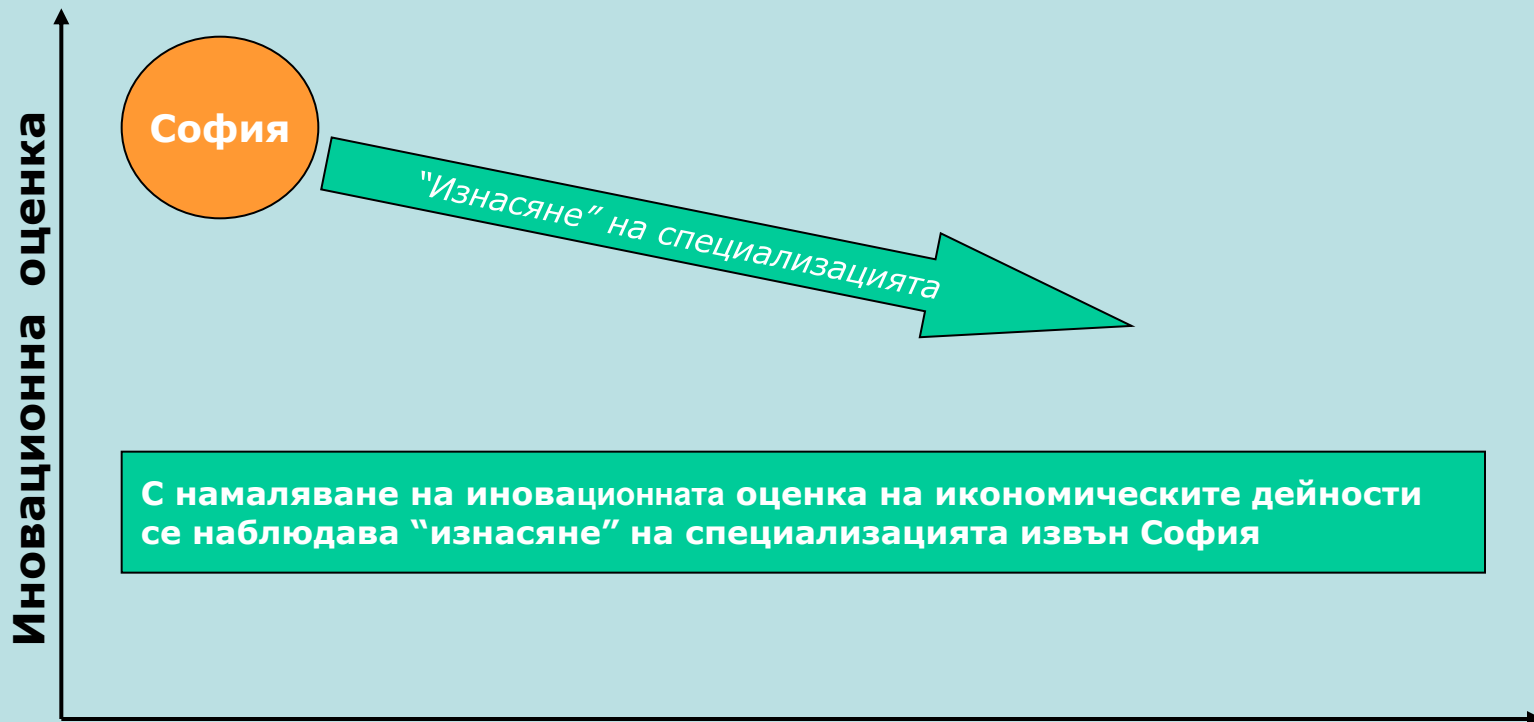 Иновационна оценка
София
“Изнасяне” на специализацията
С намаляване на иновационната оценка на икономическите дейности
се наблюдава “изнасяне” на специализацията извън София